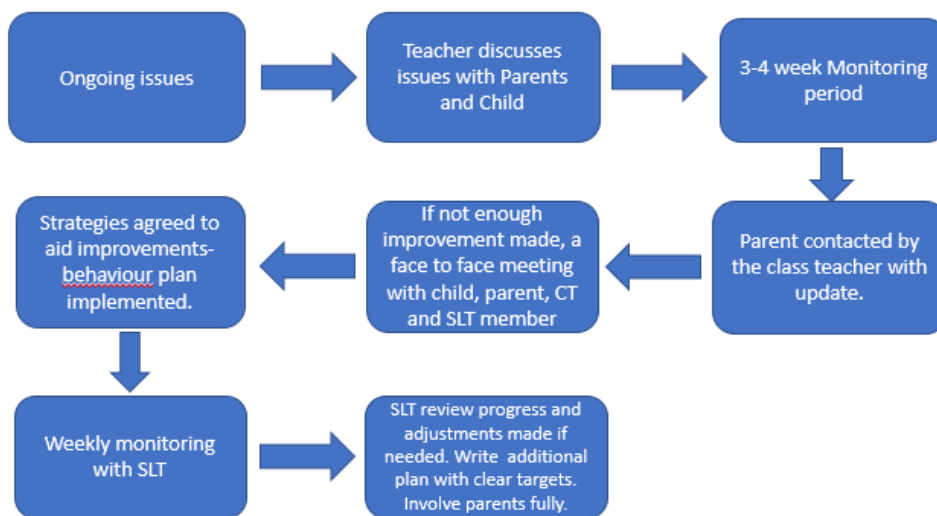 Ongoing issues
Teacher discusses
issues with Parents
and Child
3-4 week Monitoring
period
Parent contacted by
the class teacher with
update.
If not enough
improvement made, a
face to face meeting
with child, parent, CT
and SLT member
Strategies agreed to
aid improvements-
behaviour plan
implemented.
Weekly monitoring
with SLT
SLT review progress and
adjustments made if
needed. Write  additional
plan with clear targets.
Involve parents fully.